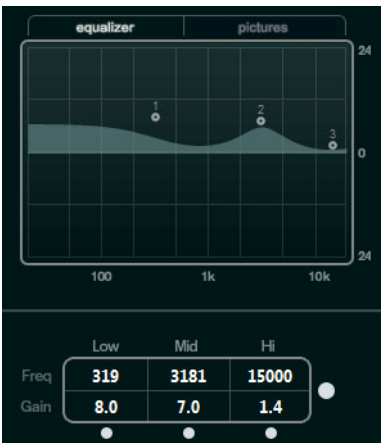 equalizer pictures
24
1
2
3
0
24
100 1k 10k
Low Mid Hi
Freq 319 3181 15000
Gain 8.0 7.0 1.4